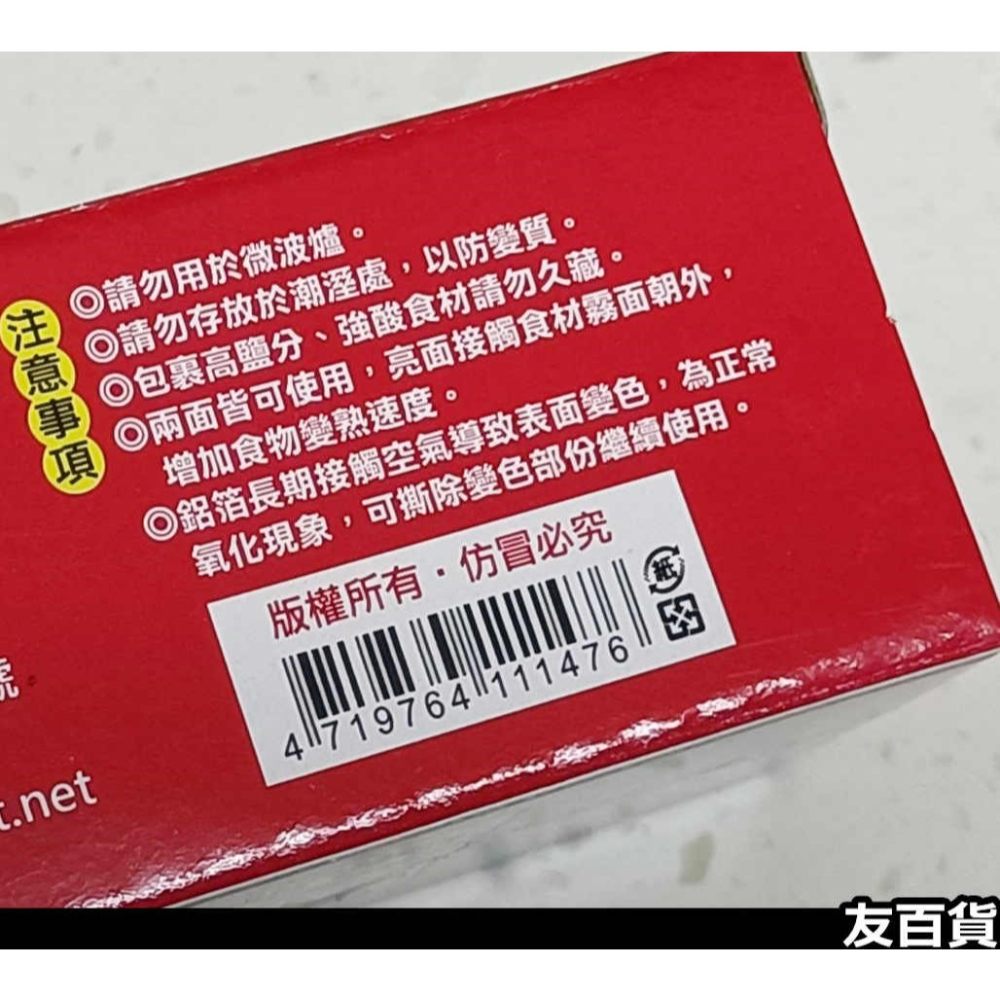 注意事項
◎請勿用於微波爐。
◎請勿存放於潮溼處，以防變質。
◎包裹高鹽分、強酸食材請勿久藏。
◎兩面皆可使用，亮面接觸食材霧面朝外，
增加食物變熟速度。
◎鋁箔長期接觸空氣導致表面變色，為正常
氧化現象，可撕除變色部份繼續使用。
版權所有·仿冒必究
紙
4719764111476
號
t.net
友百貨